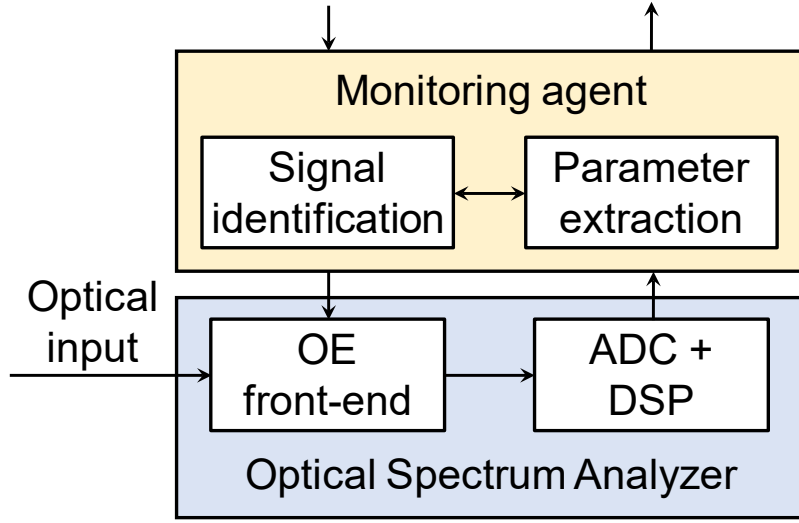 Monitoring agent
Signal
identification
Parameter
extraction
Optical
input
OE
front-end
ADC +
DSP
Optical Spectrum Analyzer